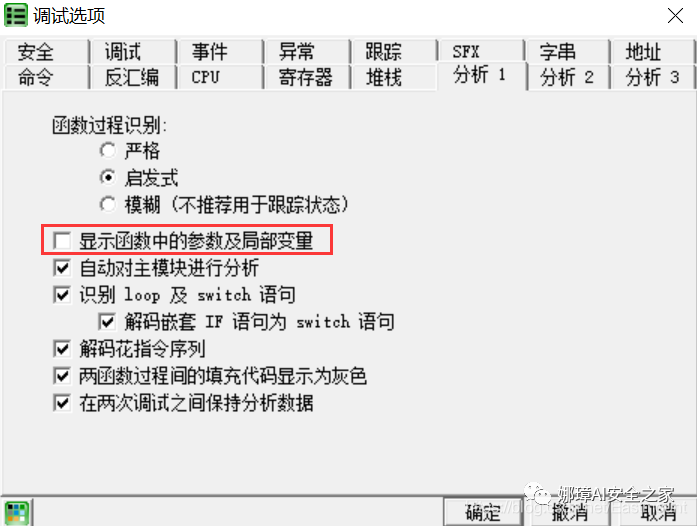 调试选项
安全 调试 事件 异常 跟踪 SFX 字串 地址
命令 反汇编 CPU 寄存器 堆栈 分析 1 分析 2 分析 3
函数过程识别:
严格
启发式
模糊 (不推荐用于跟踪状态)
显示函数中的参数及局部变量
自动对主模块进行分析
识别 loop 及 switch 语句
解码嵌套 IF 语句为 switch 语句
解码花指令序列
两函数过程间的填充代码显示为灰色
在两次调试之间保持分析数据
娜璋AI安全之家
确定 撤消 取消